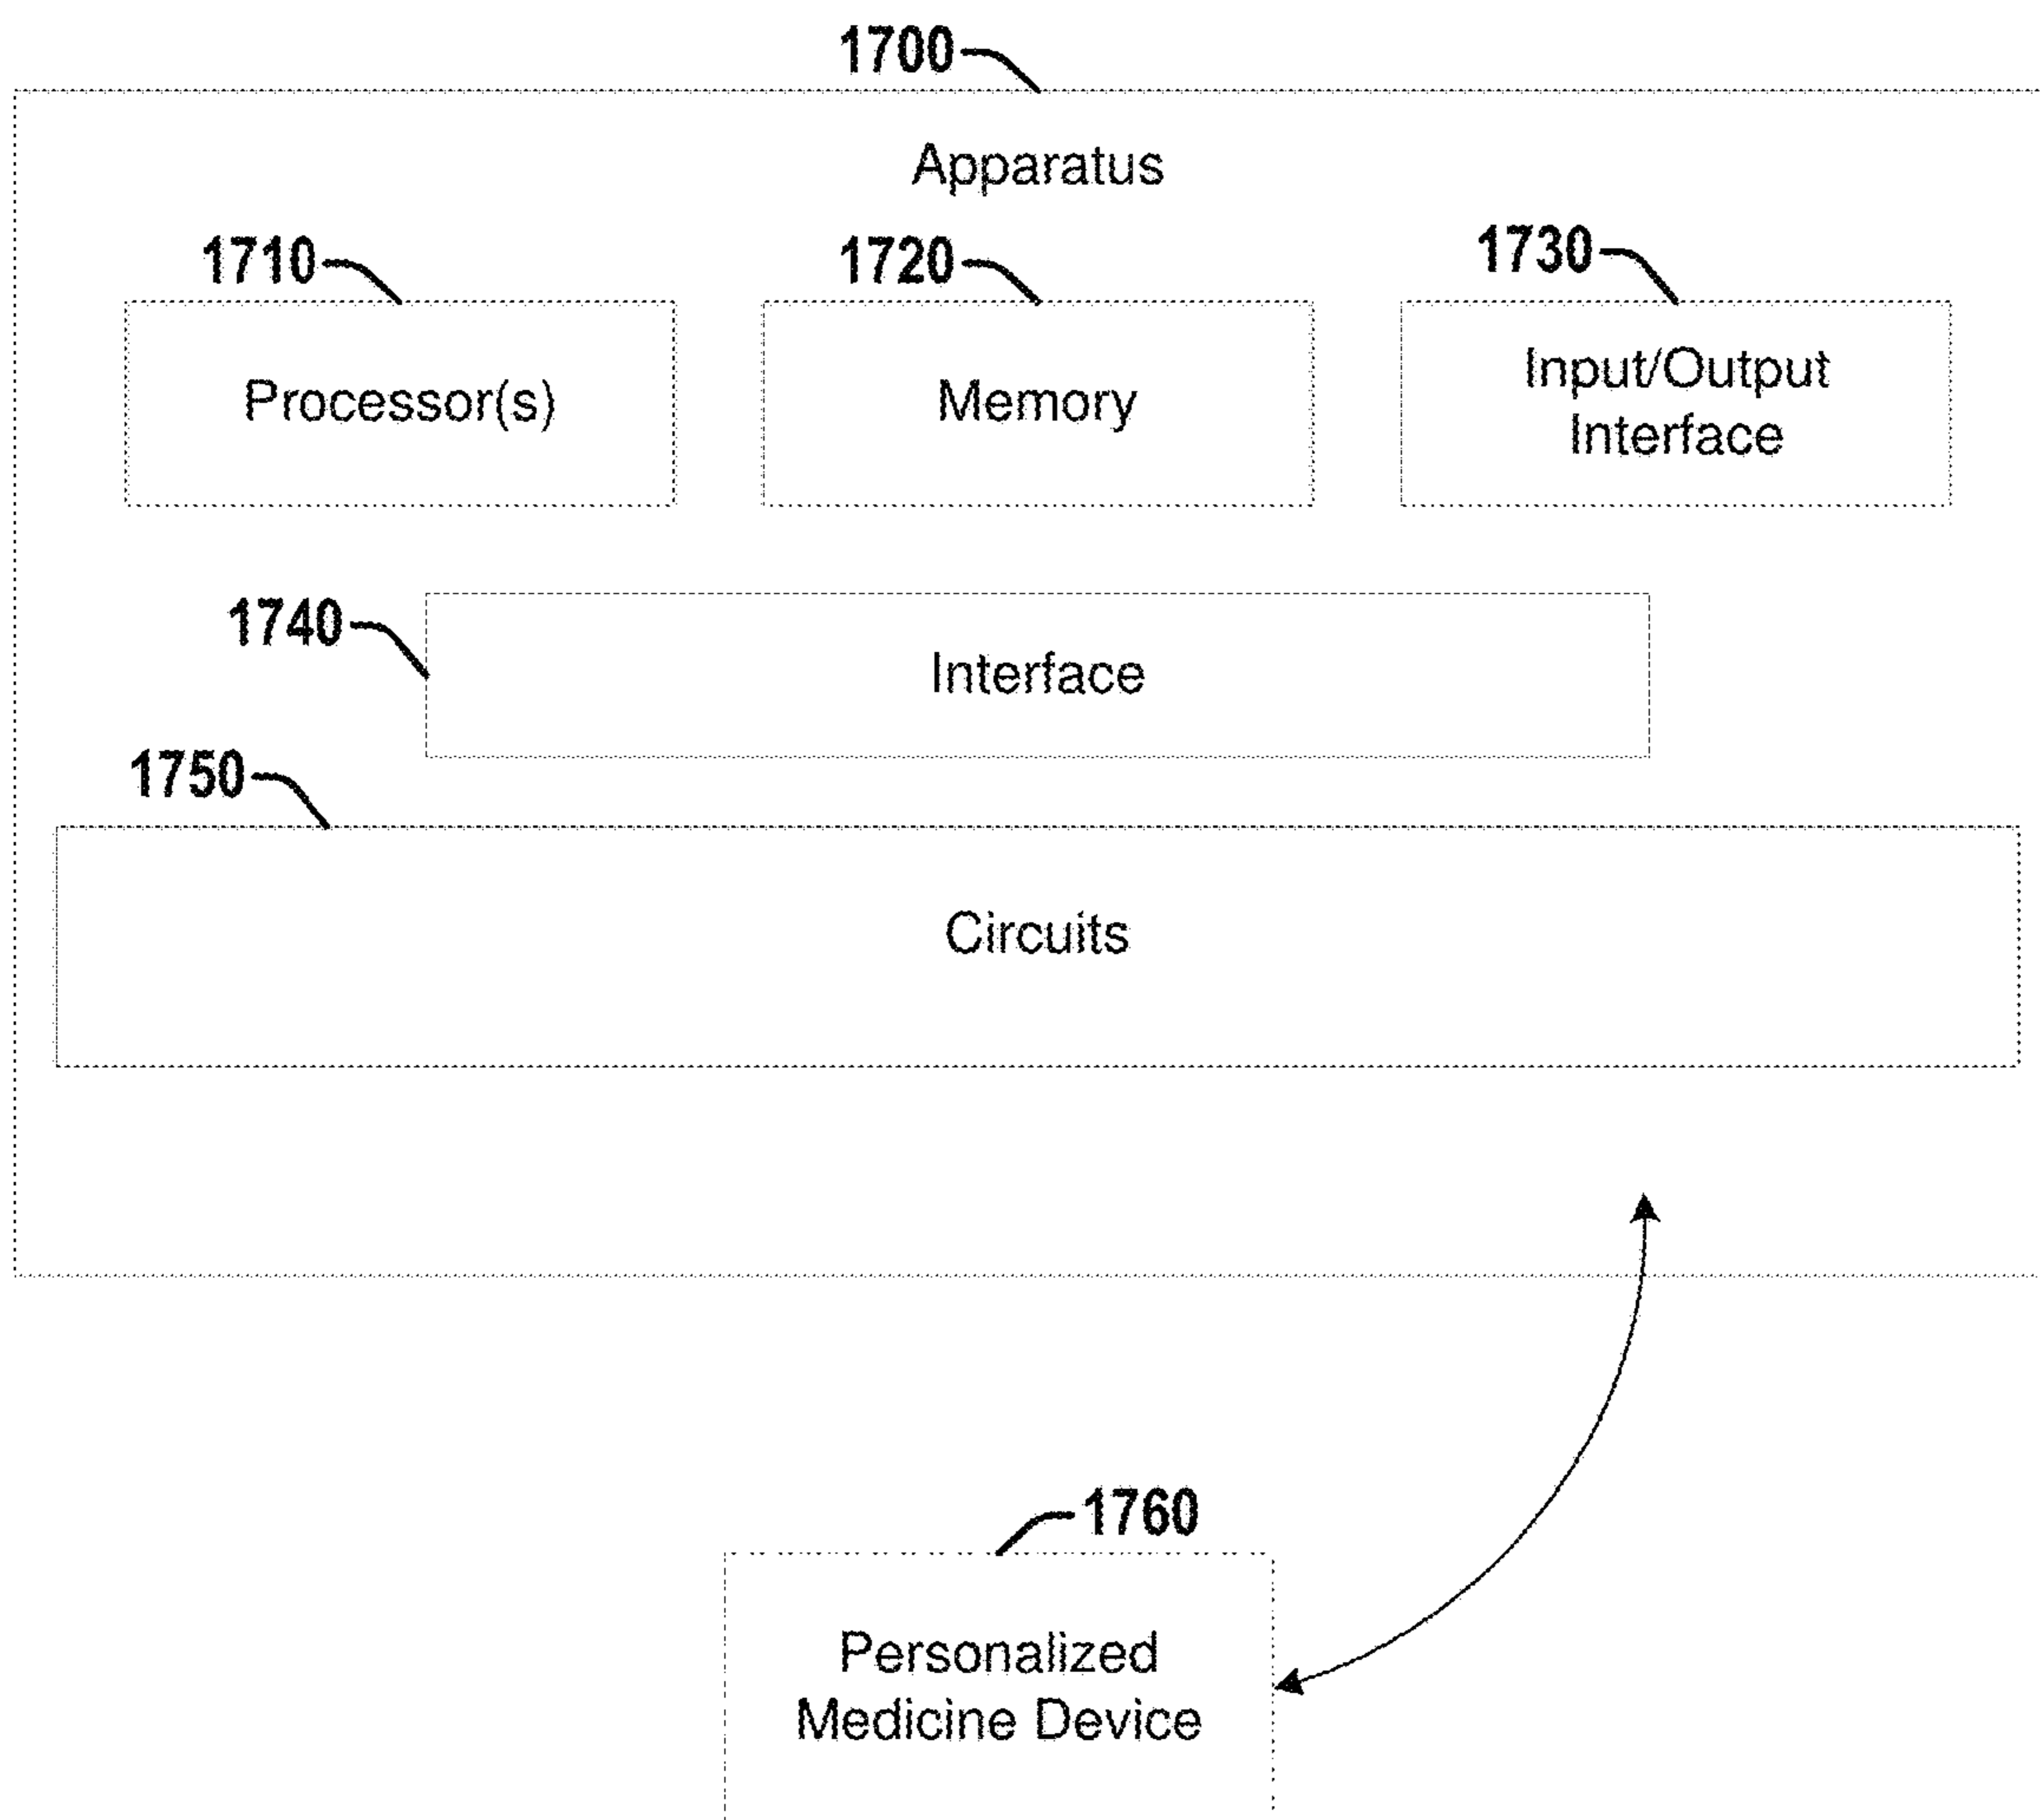 1700
Apparatus
1710
1720
1730
Processor(s)
Memory
Input/Output
Interface
1740
Interface
1750
Circuits
1760
Personalized
Medicine Device